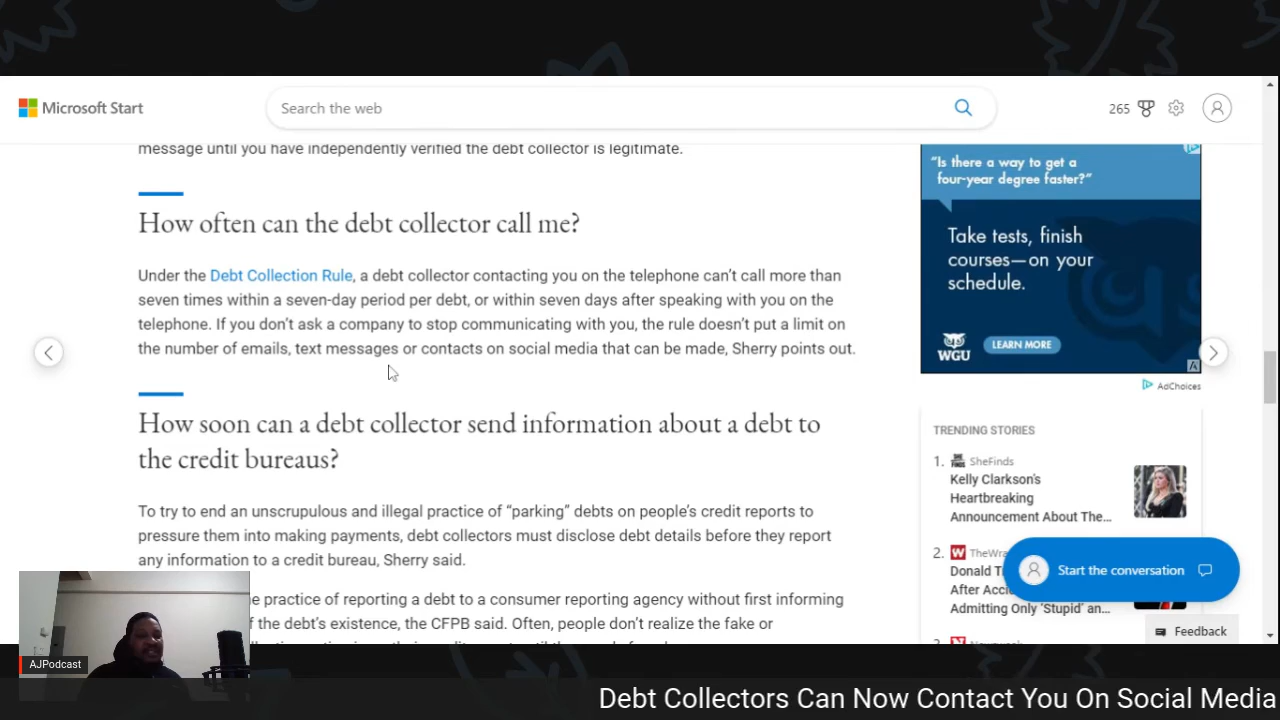 Microsoft Start
Search the web
265
message until you have independently verified the debt collector is legitimate.
How often can the debt collector call me?
Under the Debt Collection Rule, a debt collector contacting you on the telephone can't call more than
seven times within a seven-day period per debt, or within seven days after speaking with you on the
telephone. If you don't ask a company to stop communicating with you, the rule doesn't put a limit on
the number of emails, text messages or contacts on social media that can be made, Sherry points out.
How soon can a debt collector send information about a debt to
the credit bureaus?
To try to end an unscrupulous and illegal practice of “parking” debts on people's credit reports to
pressure them into making payments, debt collectors must disclose debt details before they report
any information to a credit bureau, Sherry said.
e practice of reporting a debt to a consumer reporting agency without first informing
of the debt's existence, the CFPB said. Often, people don't realize the fake or
“Is there a way to get a
four-year degree faster?”
Take tests, finish
courses—on your
schedule.
WGU
LEARN MORE
AdChoices
TRENDING STORIES
1. SHE FINDS SheFinds
Kelly Clarkson's
Heartbreaking
Announcement About The...
2. W TheWra
Donald T
After Acci
Admitting Only 'Stupid' an...
Start the conversation
Feedback
AJPodcast
Debt Collectors Can Now Contact You On Social Media